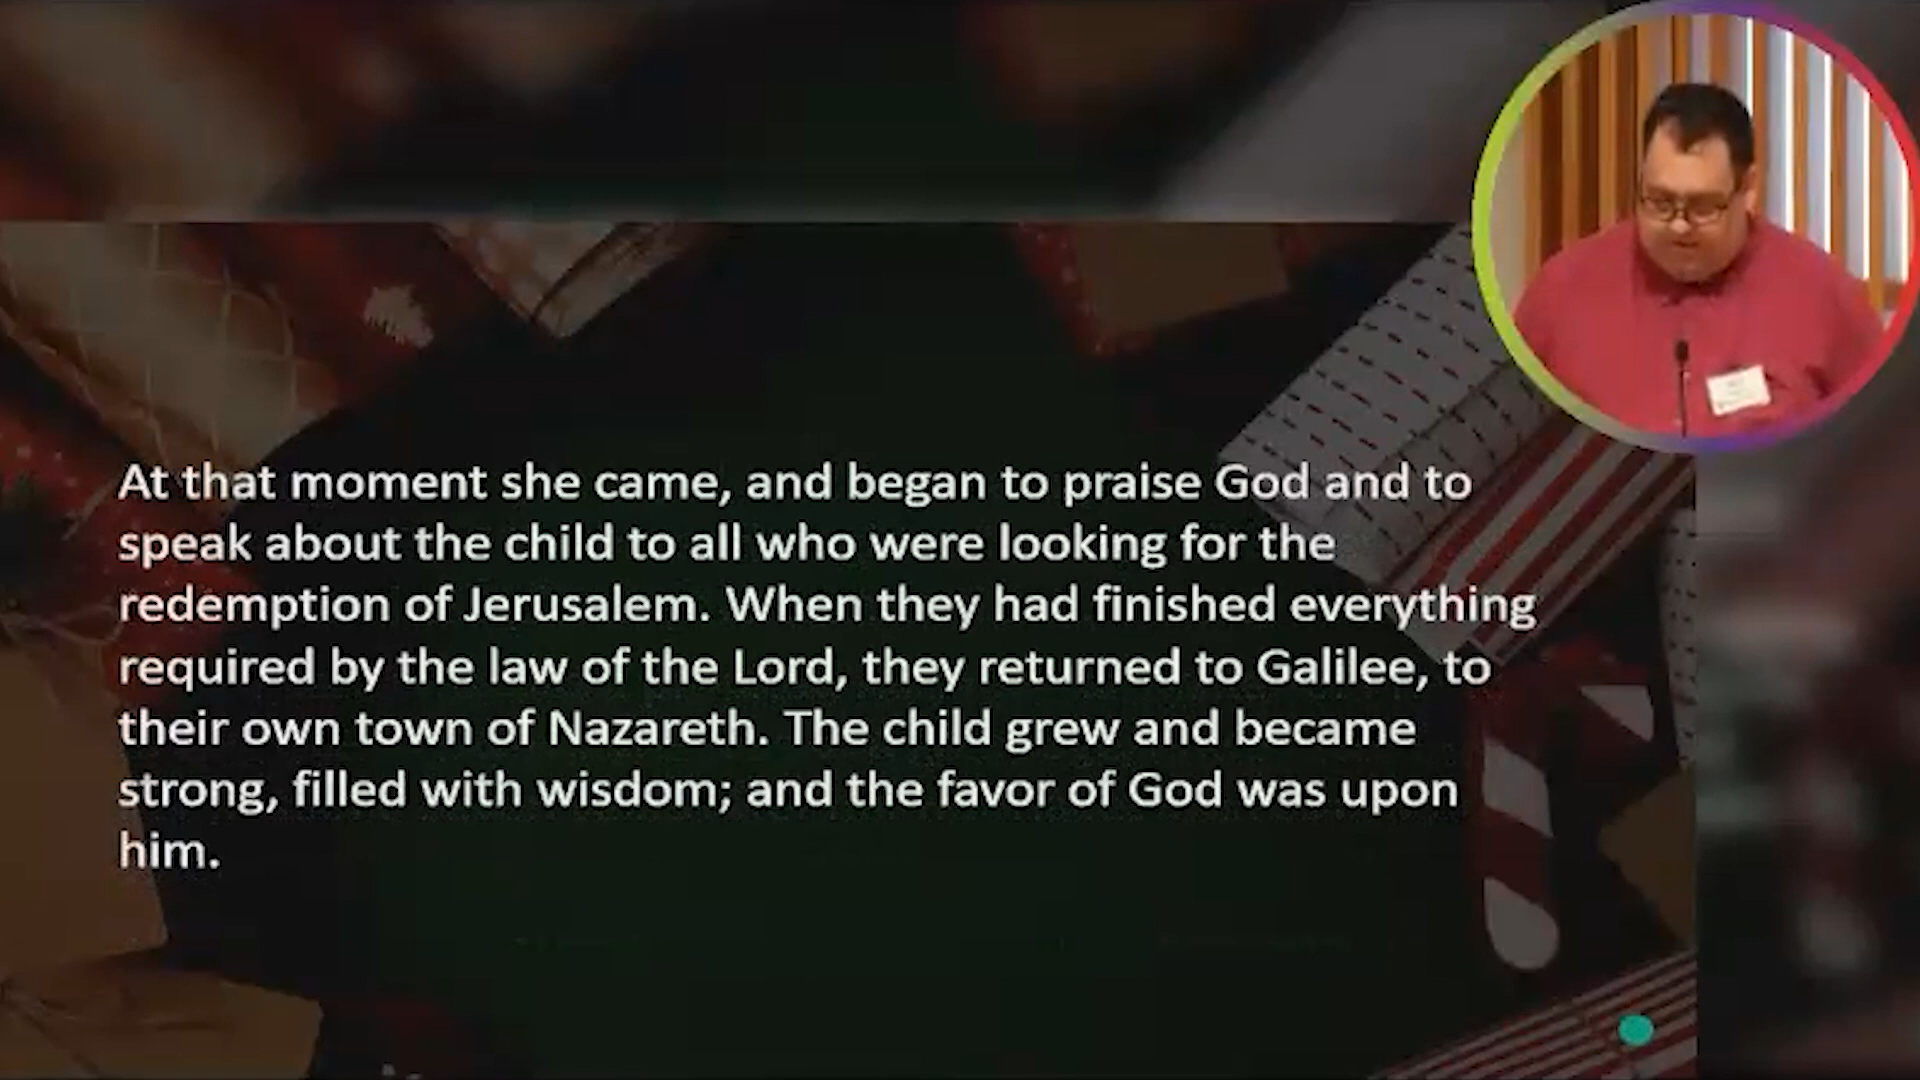 At that moment she came, and began to praise God and to
speak about the child to all who were looking for the
redemption of Jerusalem. When they had finished everything
required by the law of the Lord, they returned to Galilee, to
their own town of Nazareth. The child grew and became
strong, filled with wisdom; and the favor of God was upon
him.